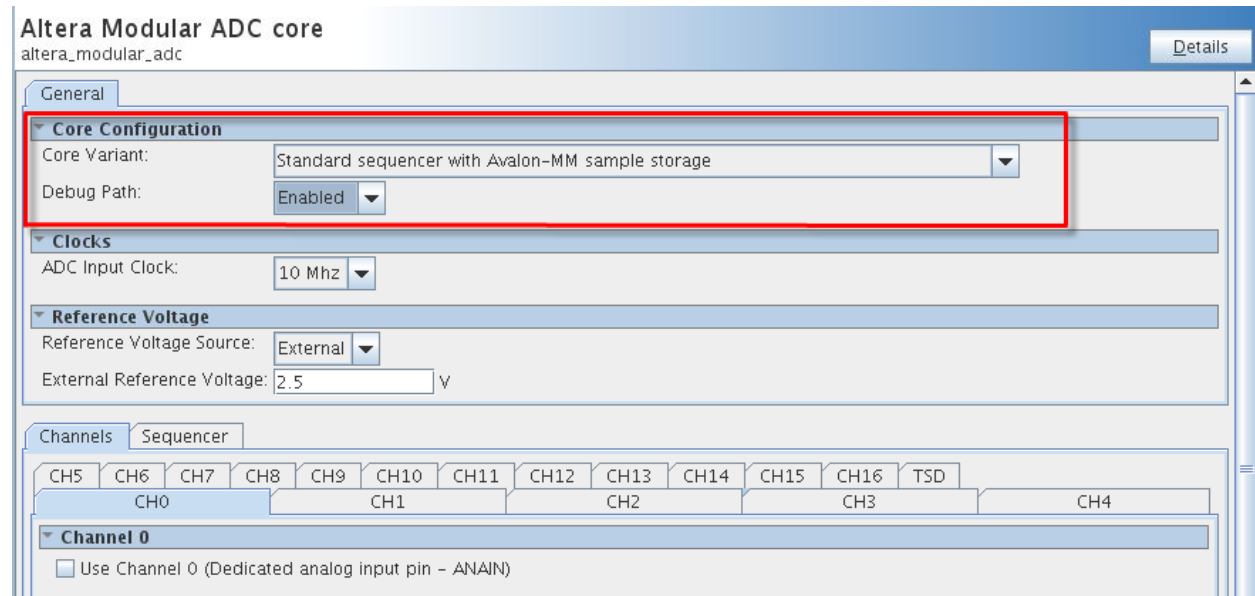 Altera Modular ADC core
altera_modular_adc
Details
General
Core Configuration
Core Variant: Standard sequencer with Avalon-MM sample storage
Debug Path: Enabled
Clocks
ADC Input Clock: 10 Mhz
Reference Voltage
Reference Voltage Source: External
External Reference Voltage: 2.5 V
Channels Sequencer
CH5 CH6 CH7 CH8 CH9 CH10 CH11 CH12 CH13 CH14 CH15 CH16 TSD
CH0 CH1 CH2 CH3 CH4
Channel 0
Use Channel 0 (Dedicated analog input pin - ANAIN)